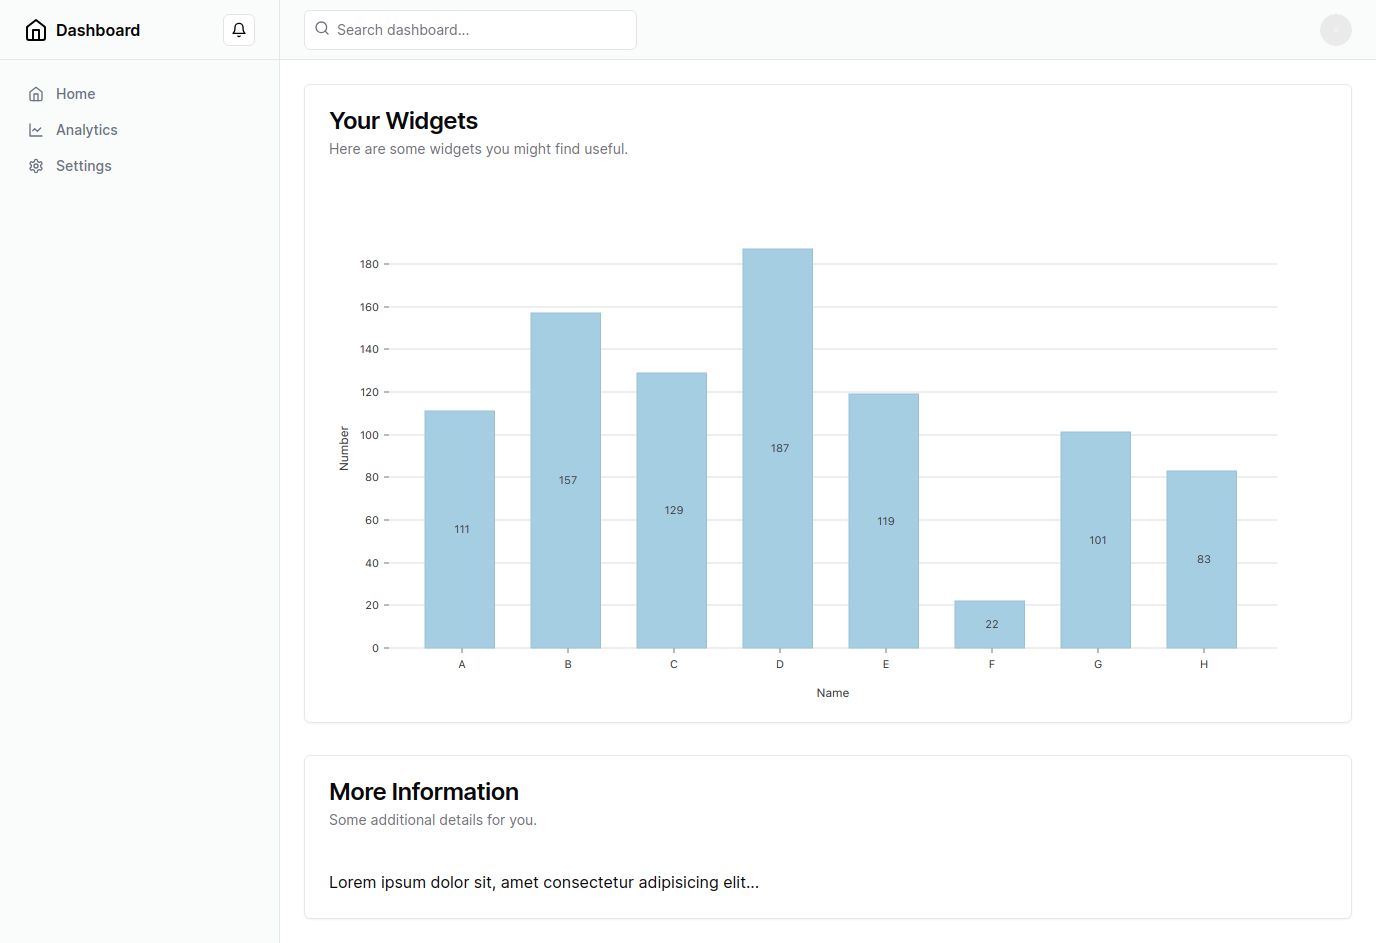 Dashboard
Search dashboard...
Home
Analytics
Settings
Your Widgets
Here are some widgets you might find useful.
180
160
140
120
100
80
60
40
20
0
Number
111
157
129
187
119
22
101
83
A B C D E F G H
Name
More Information
Some additional details for you.
Lorem ipsum dolor sit, amet consectetur adipisicing elit...